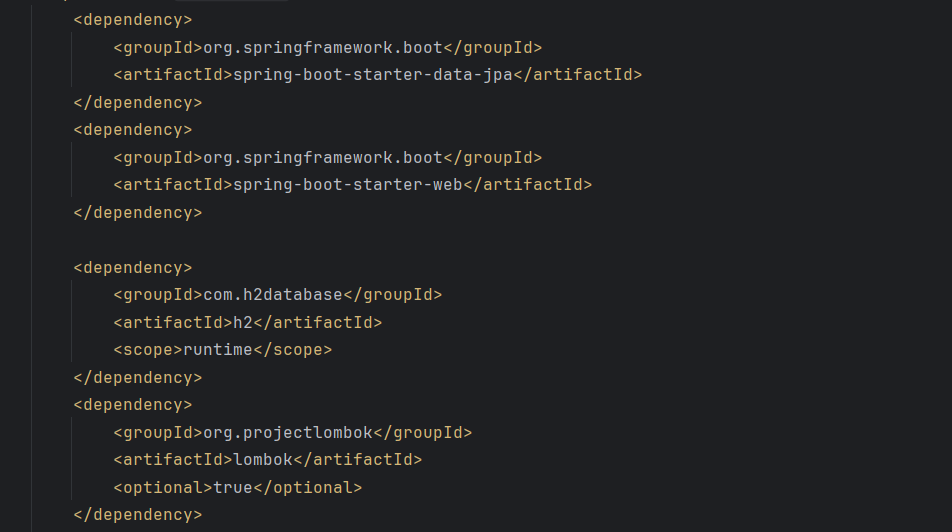 <dependency>
<groupId>org.springframework.boot</groupId>
<artifactId>spring-boot-starter-data-jpa</artifactId>
</dependency>
<dependency>
<groupId>org.springframework.boot</groupId>
<artifactId>spring-boot-starter-web</artifactId>
</dependency>
<dependency>
<groupId>com.h2database</groupId>
<artifactId>h2</artifactId>
<scope>runtime</scope>
</dependency>
<dependency>
<groupId>org.projectlombok</groupId>
<artifactId>lombok</artifactId>
<optional>true</optional>
</dependency>